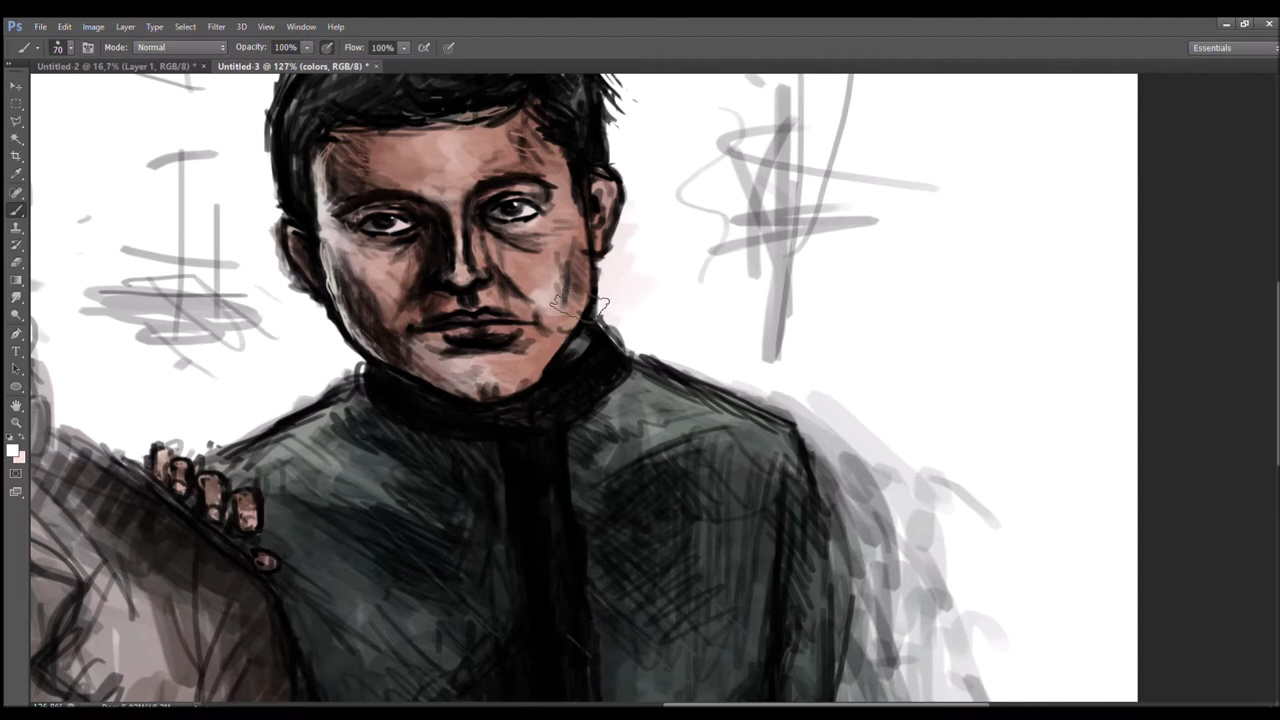 Ps File Edit Image Layer Type Select Filter 3D View Window Help
70 Mode: Normal Opacity: 100% Flow: 100% Essentials
Untitled-2 @ 16,7% (Layer 1, RGB/8) * × Untitled-3 @ 127% (colors, RGB/8) * ×